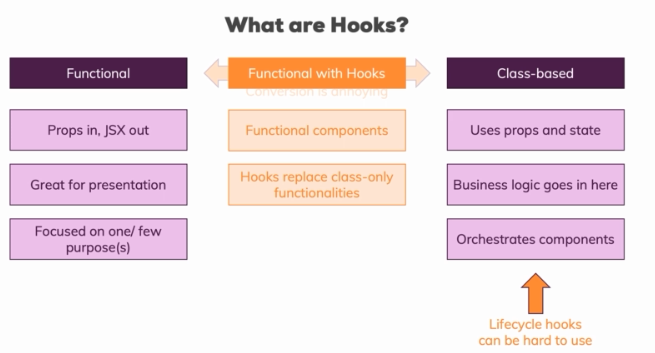 What are Hooks?
Functional
Functional with Hooks
Class-based
Conversion is annoying
Props in, JSX out
Functional components
Uses props and state
Great for presentation
Hooks replace class-only
functionalities
Business logic goes in here
Focused on one/ few
purpose(s)
Orchestrates components
Lifecycle hooks
can be hard to use